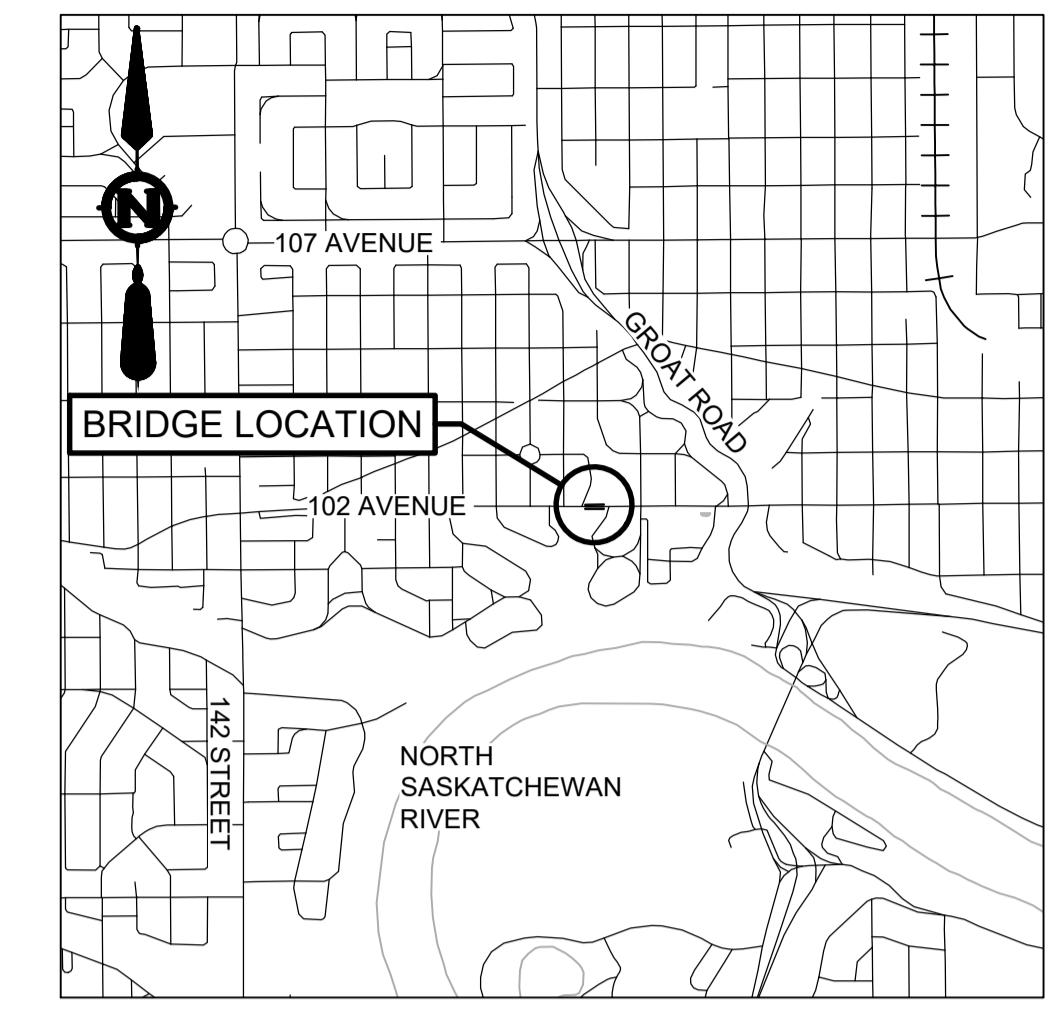 N
107 AVENUE
GROAT ROAD
BRIDGE LOCATION
102 AVENUE
142 STREET
NORTH
SASKATCHEWAN
RIVER